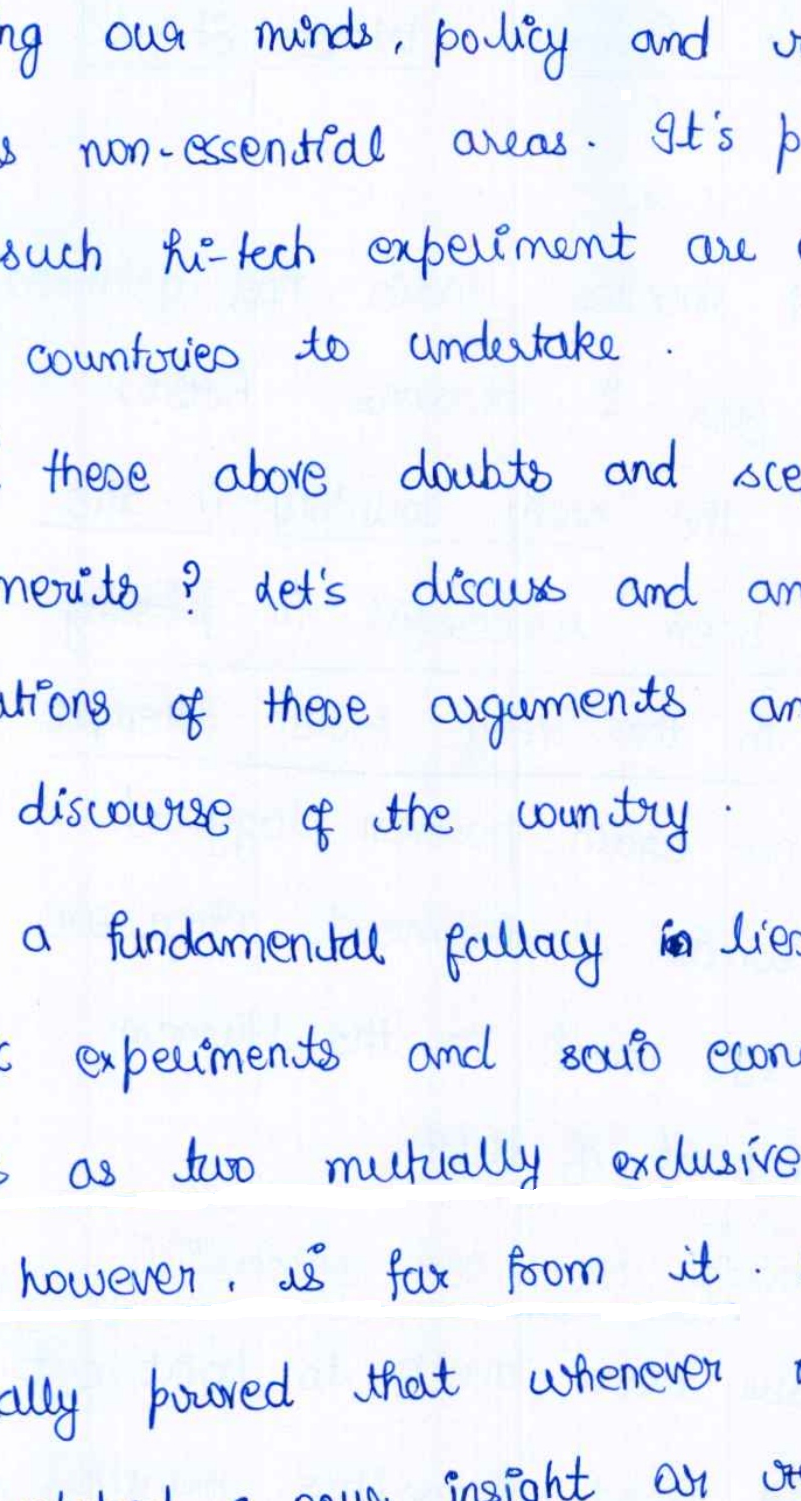 ng our minds, policy and
s non-essential areas. It's p
such hi-tech experiment are
countries to undertake.
these above doubts and sce
merits? Let's discuss and an
ations of these arguments an
discourse of the country.
a fundamental fallacy lies
c experiments and socio econ
s as two mutually exclusive
however, is far from it
ally proved that whenever
a new insight or